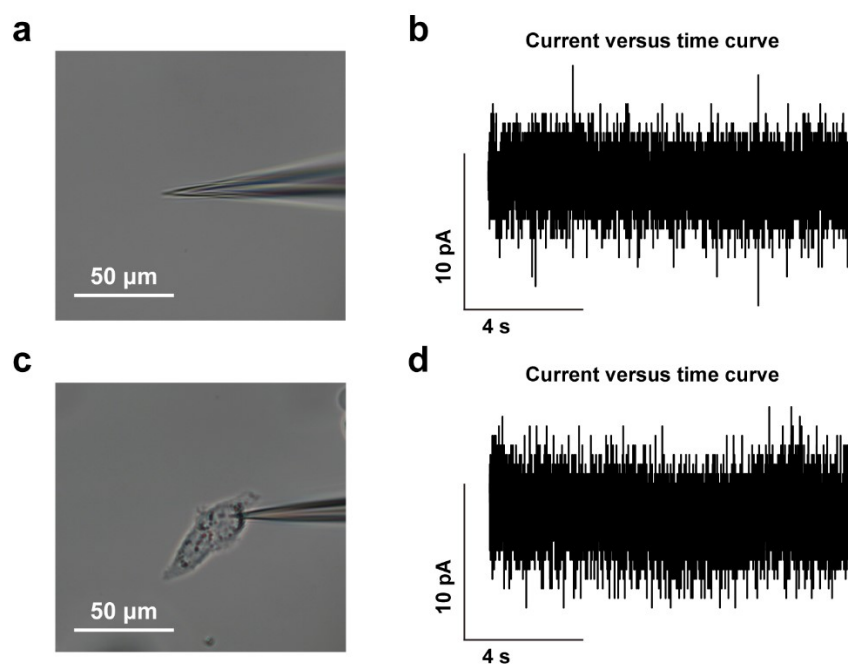 a
50 µm
b
Current versus time curve
10 pA
4 s
c
50 µm
d
Current versus time curve
10 pA
4 s